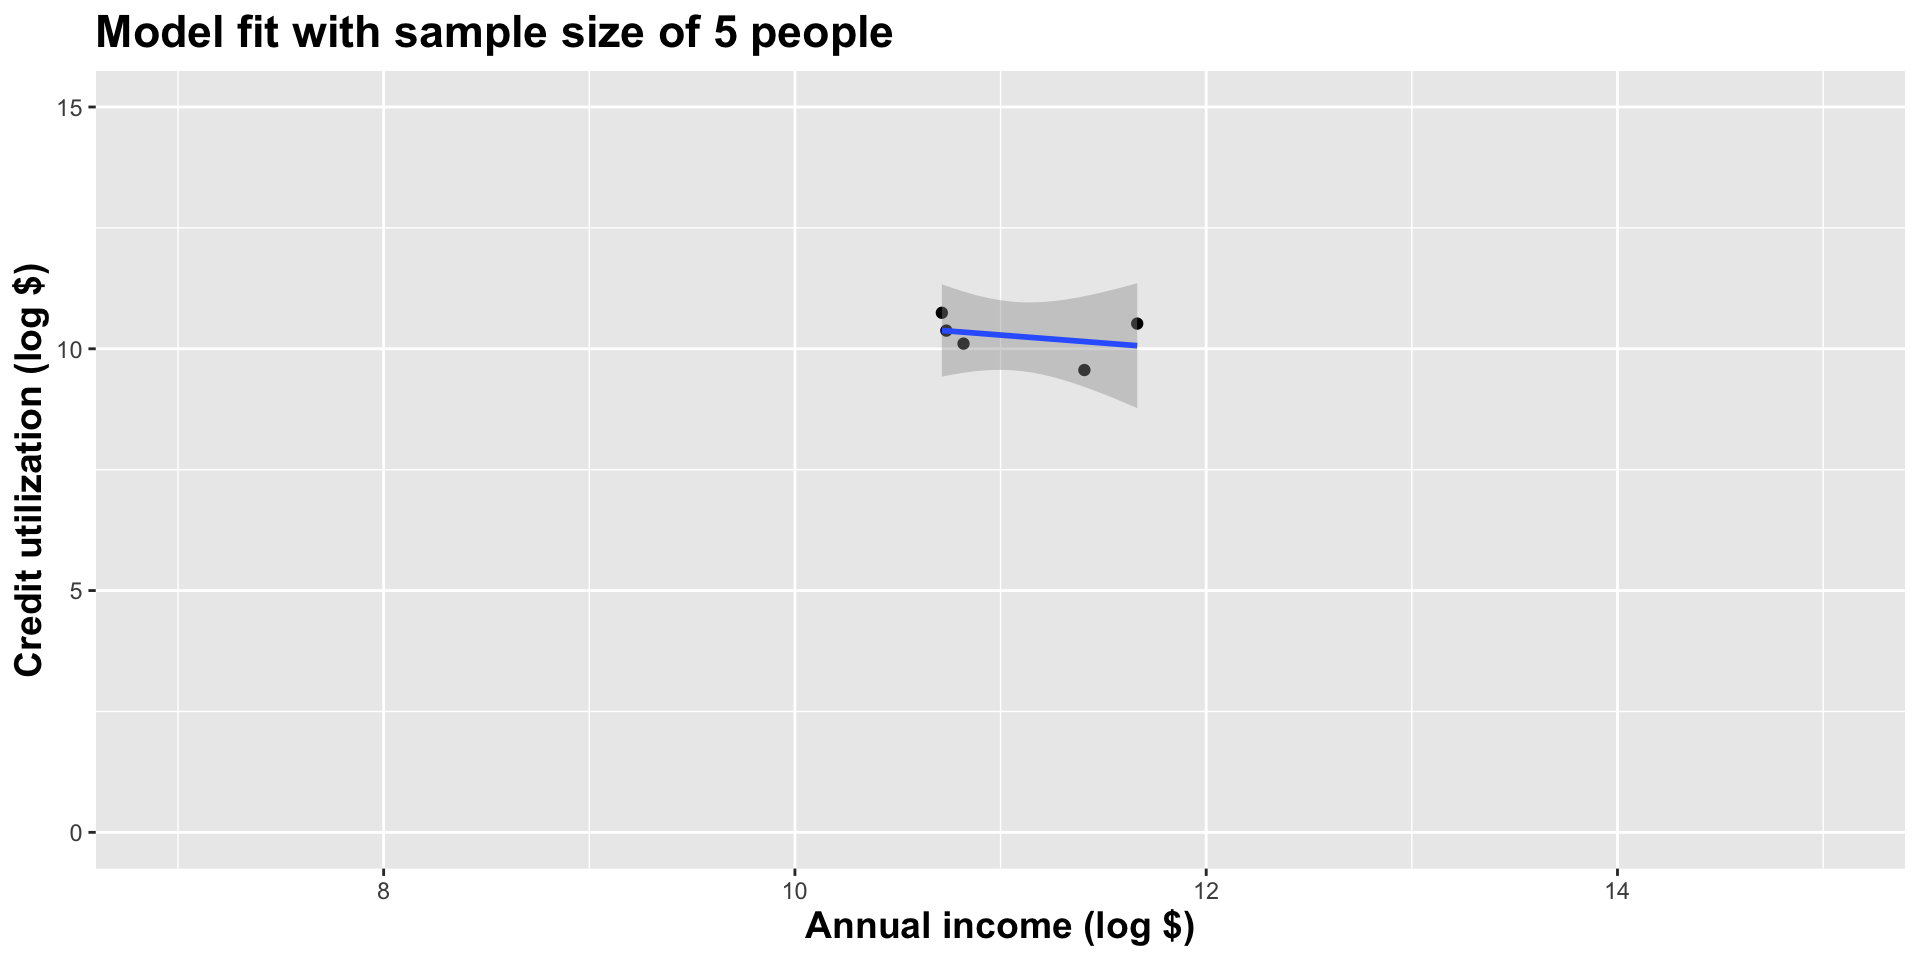 Model fit with sample size of 5 people
15
10
5
0
Credit utilization (log $)
8
10
12
14
Annual income (log $)